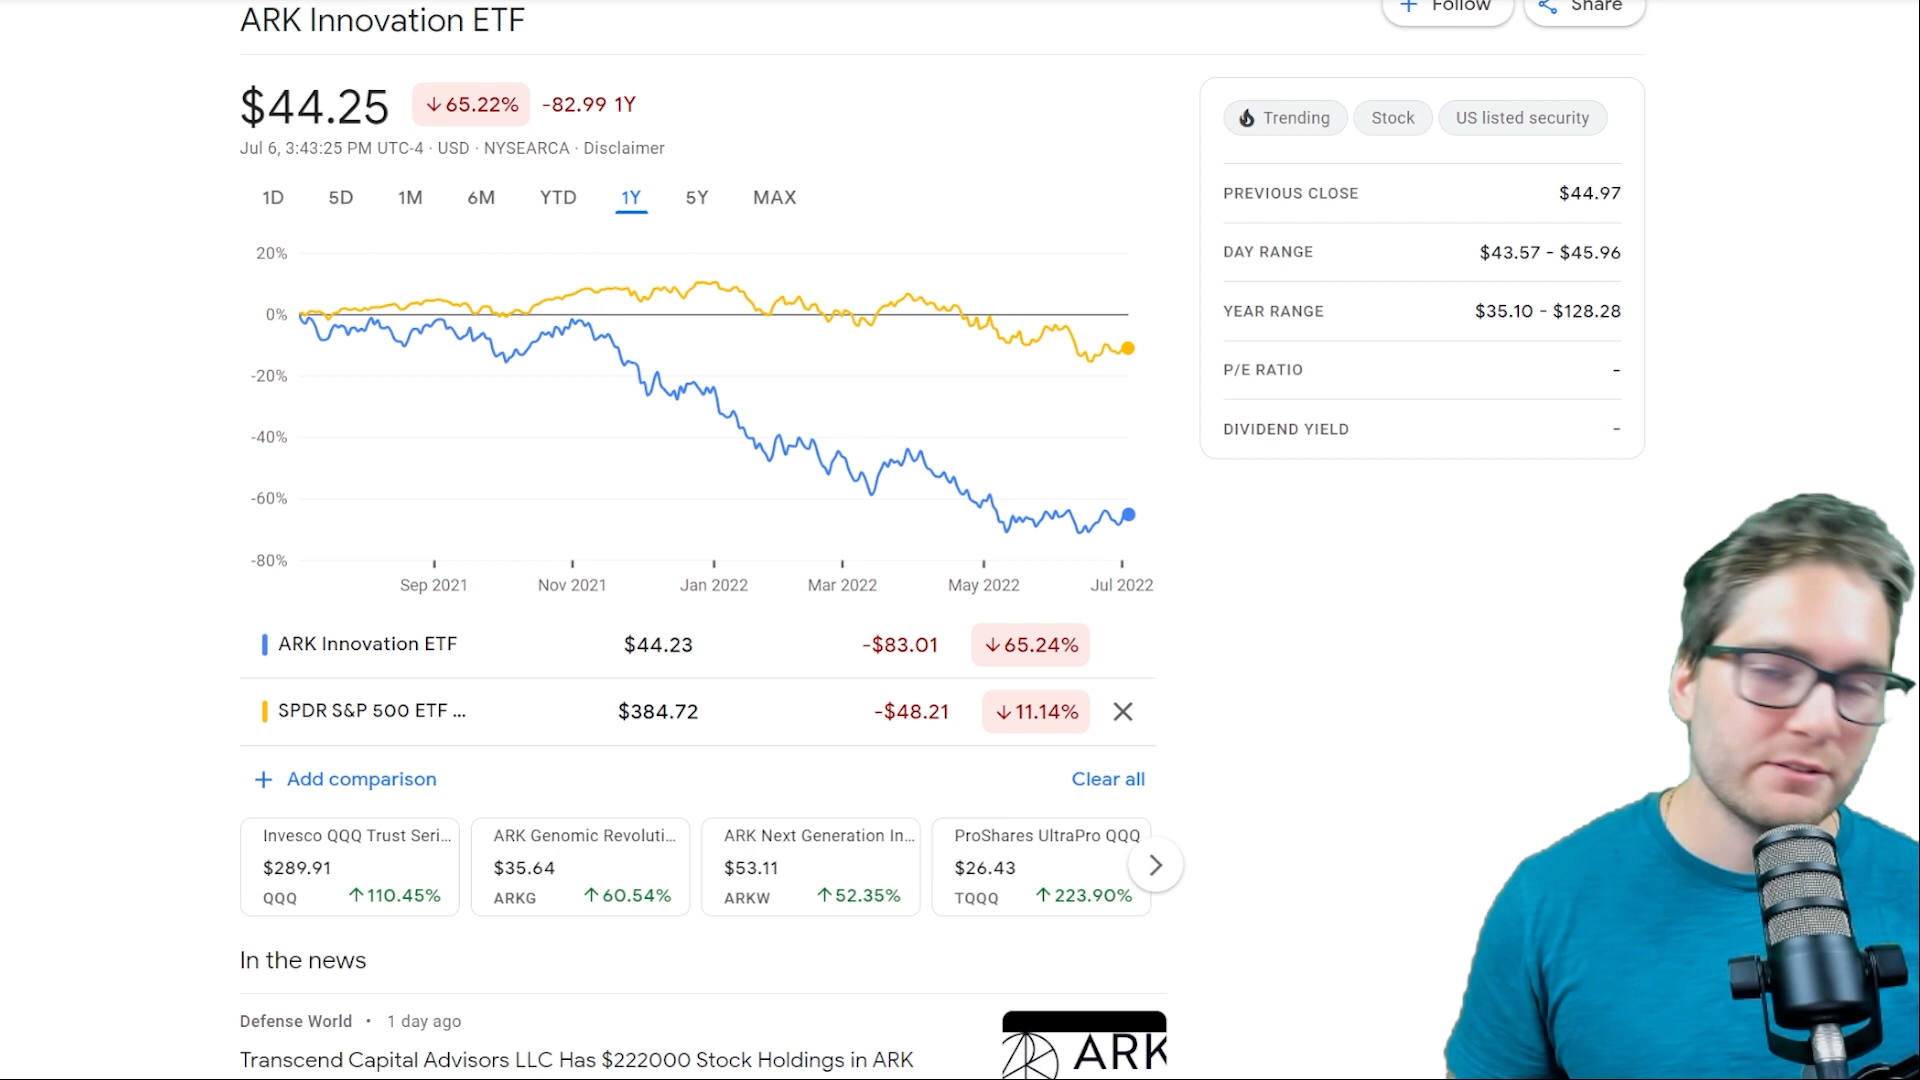 ARK Innovation ETF
Follow
Share
$44.25 65.22% -82.99 1Y
Jul 6, 3:43:25 PM UTC-4 · USD · NYSEARCA · Disclaimer
1D 5D 1M 6M YTD 1Y 5Y MAX
20%
0%
-20%
-40%
-60%
-80%
Sep 2021 Nov 2021 Jan 2022 Mar 2022 May 2022 Jul 2022
ARK Innovation ETF $44.23 -$83.01 65.24%
SPDR S&P 500 ETF ... $384.72 -$48.21 11.14%
Add comparison
Clear all
Invesco QQQ Trust Seri...
$289.91
QQQ 110.45%
ARK Genomic Revoluti...
$35.64
ARKG 60.54%
ARK Next Generation In...
$53.11
ARKW 52.35%
ProShares UltraPro QQQ
$26.43
TQQQ 223.90%
In the news
Defense World • 1 day ago
Transcend Capital Advisors LLC Has $222000 Stock Holdings in ARK
ARK
Trending
Stock
US listed security
PREVIOUS CLOSE $44.97
DAY RANGE $43.57 - $45.96
YEAR RANGE $35.10 - $128.28
P/E RATIO -
DIVIDEND YIELD -